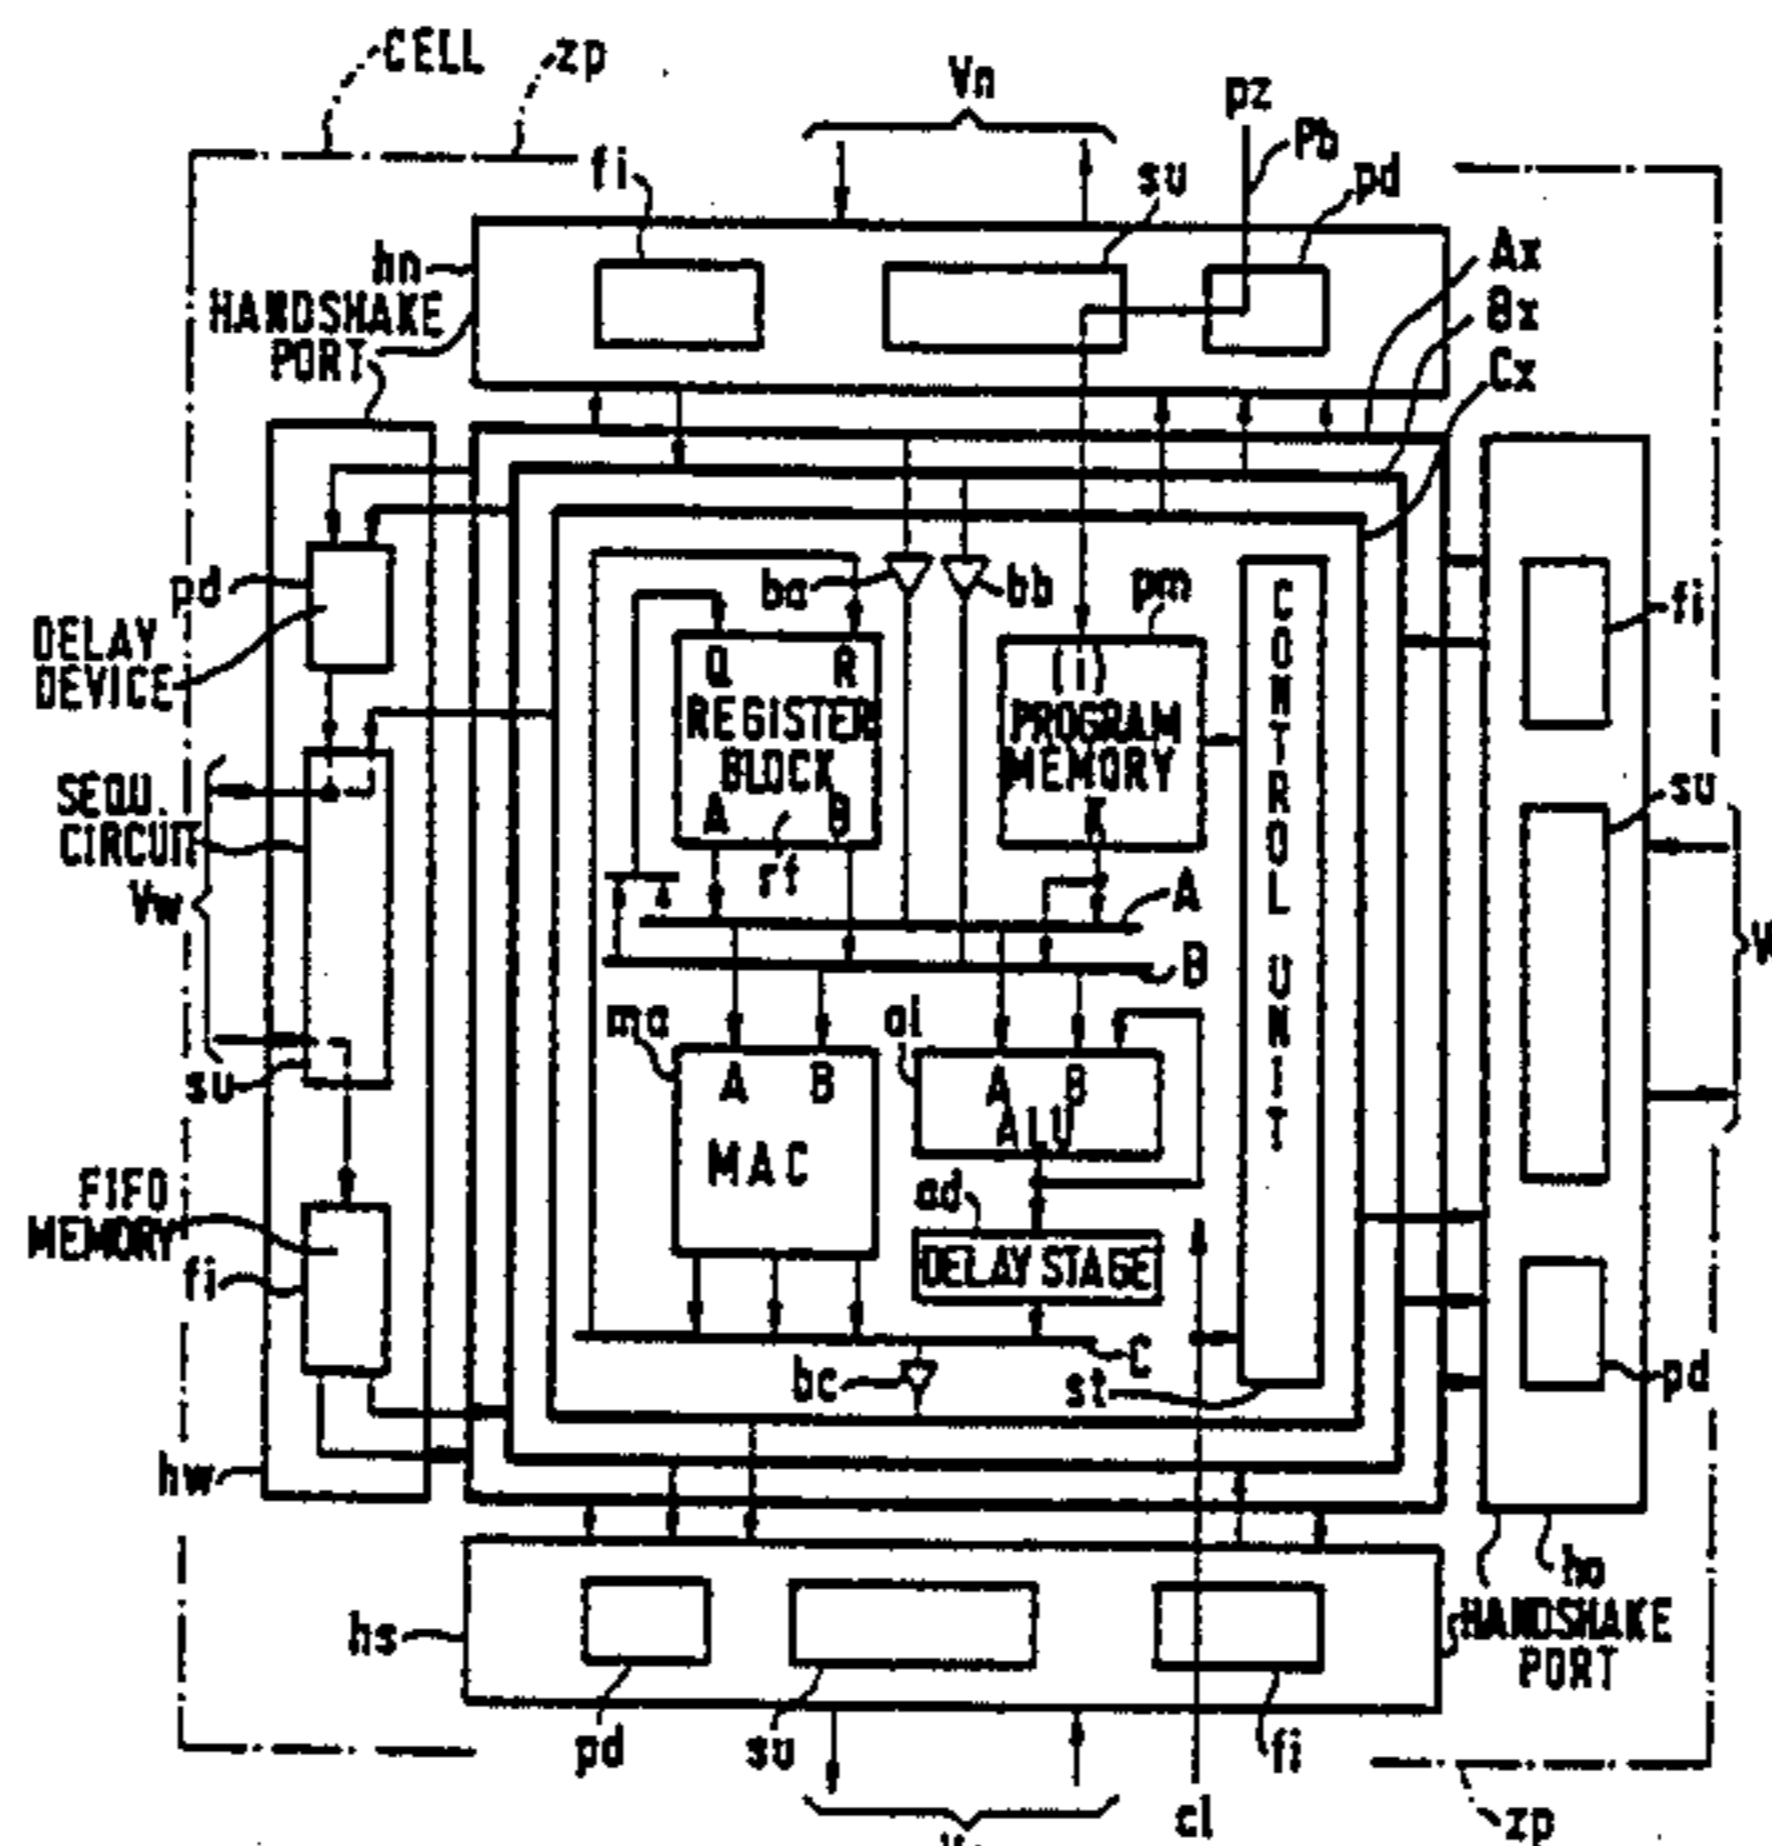 CELL
zp
Vn
pz
Pb
fi
su
pd
hn
HANDSHAKE
PORT
Ax
Bx
Cx
pd
DELAY
DEVICE
ba
bb
pm
fi
Q R
REGISTER
BLOCK
A B
rf
(i)
PROGRAM
MEMORY
K
CONTROL UNIT
SEQU.
CIRCUIT
Vw
su
su
A
B
ma
A B
MAC
al
A B
ALU
ad
DELAY STAGE
FIFO
MEMORY
fi
C
bc
st
pd
hw
ho
HANDSHAKE
PORT
hs
pd
su
fi
cl
zp